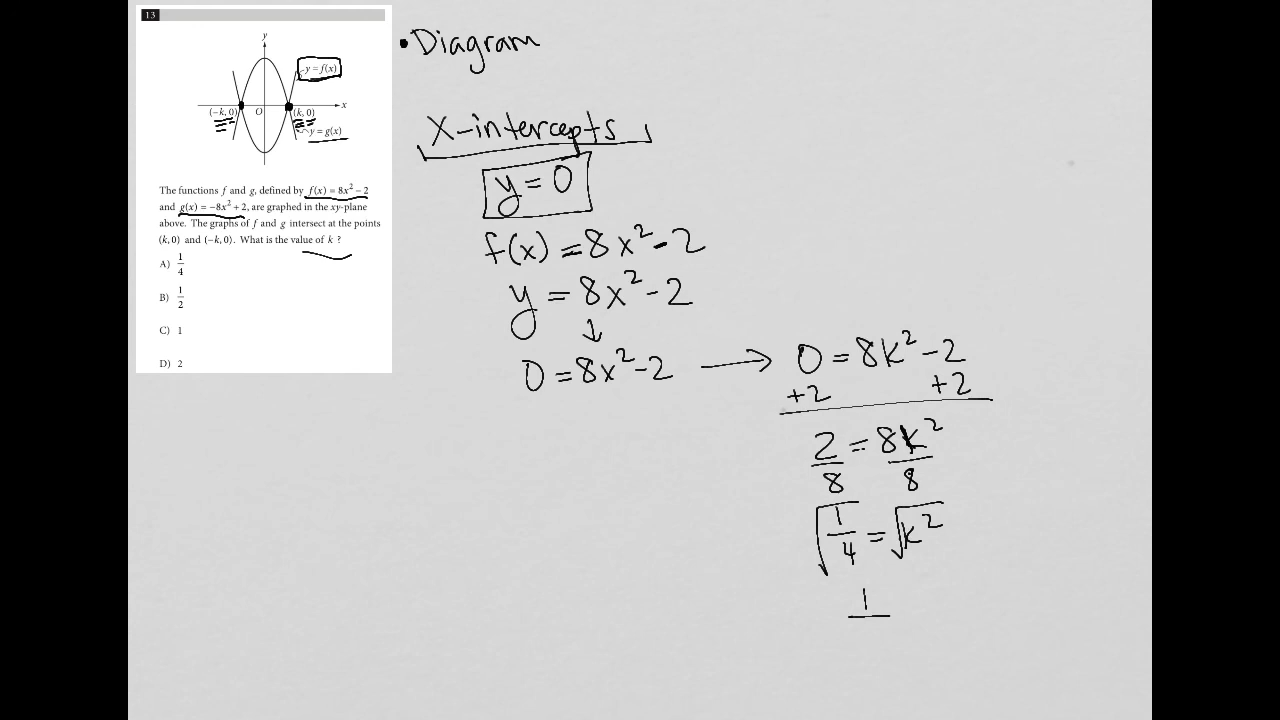 13
y
y = f(x)
(-k, 0) O (k, 0) x
y = g(x)
The functions f and g, defined by f(x) = 8x² − 2
and g(x) = −8x² + 2, are graphed in the xy-plane
above. The graphs of f and g intersect at the points
(k, 0) and (−k, 0). What is the value of k ?
A) 1/4
B) 1/2
C) 1
D) 2
•Diagram
X-intercepts
y = 0
f(x) = 8x² - 2
y = 8x² - 2
↓
0 = 8x² - 2 → 0 = 8k² - 2
+2 +2
2/8 = 8k²/8
√1/4 = √k²
1